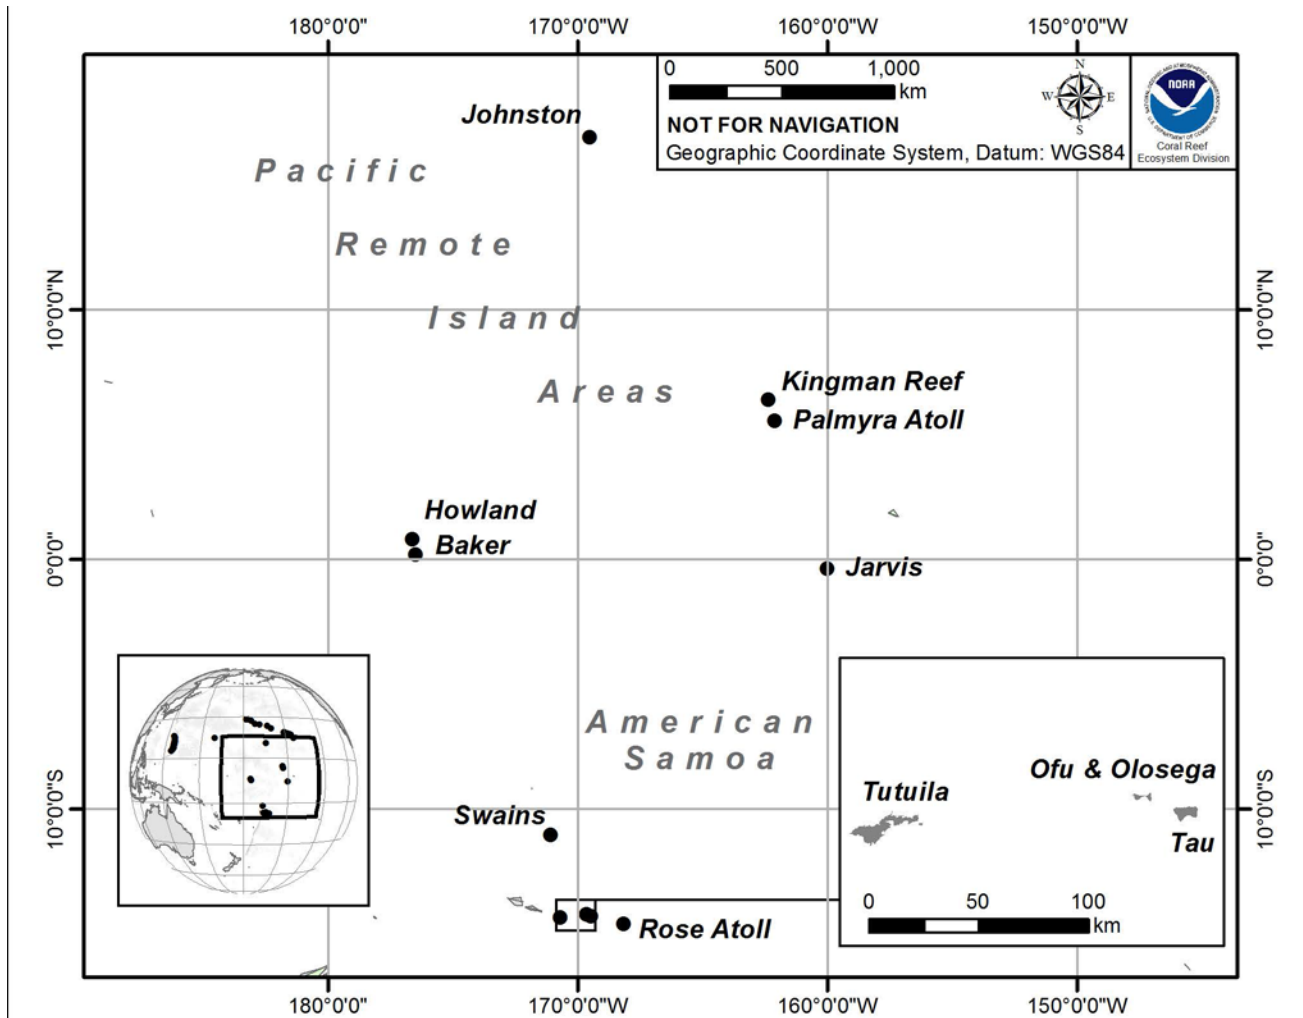 180°0'0"
170°0'0"W
160°0'0"W
150°0'0"W
0 500 1,000
km
NOT FOR NAVIGATION
Geographic Coordinate System, Datum: WGS84
N
W E
S
NOAA
Coral Reef
Ecosystem Division
Johnston
Pacific
Remote
10°0'0"N
10°0'0"N
Island
Areas
Kingman Reef
Palmyra Atoll
Howland
Baker
0°0'0"
0°0'0"
Jarvis
American
Samoa
Swains
10°0'0"S
10°0'0"S
Ofu & Olosega
Tutuila
Tau
0 50 100
km
Rose Atoll
180°0'0"
170°0'0"W
160°0'0"W
150°0'0"W